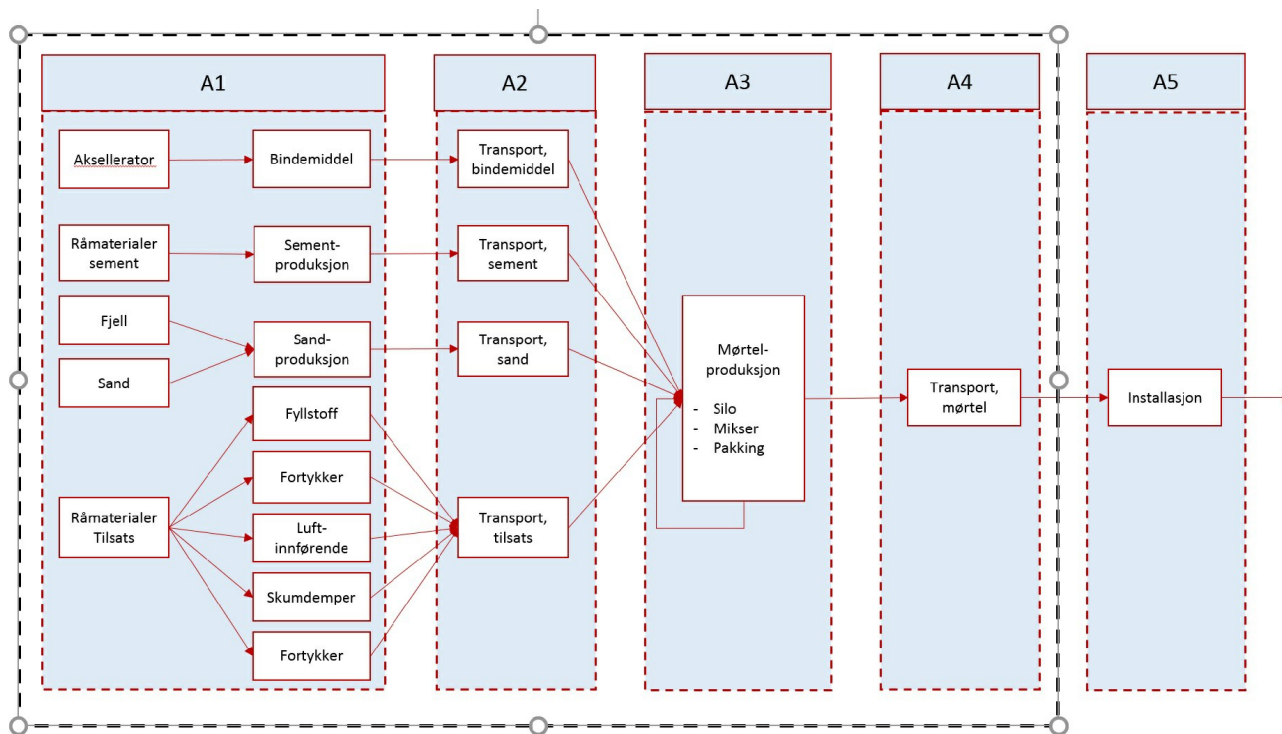 A1
A2
A3
A4
A5
Aksellerator
Bindemiddel
Transport,
bindemiddel
Råmaterialer
sement
Sement-
produksjon
Transport,
sement
Fjell
Sand
Sand-
produksjon
Transport,
sand
Fyllstoff
Fortykker
Råmaterialer
Tilsats
Luft-
innførende
Skumdemper
Fortykker
Transport,
tilsats
Mørtel-
produksjon
- Silo
- Mikser
- Pakking
Transport,
mørtel
Installasjon